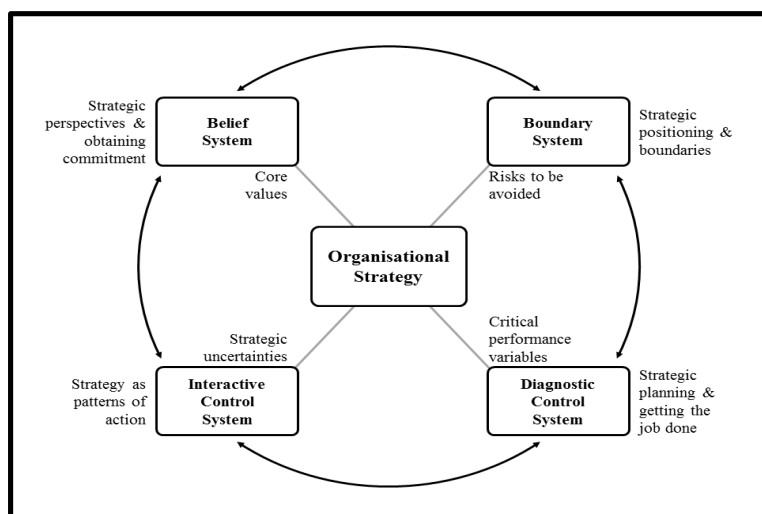 Strategic
perspectives &
obtaining
commitment
Belief
System
Core
values
Boundary
System
Risks to be
avoided
Strategic
positioning &
boundaries
Organisational
Strategy
Strategic
uncertainties
Strategy as
patterns of
action
Interactive
Control
System
Critical
performance
variables
Diagnostic
Control
System
Strategic
planning &
getting the
job done